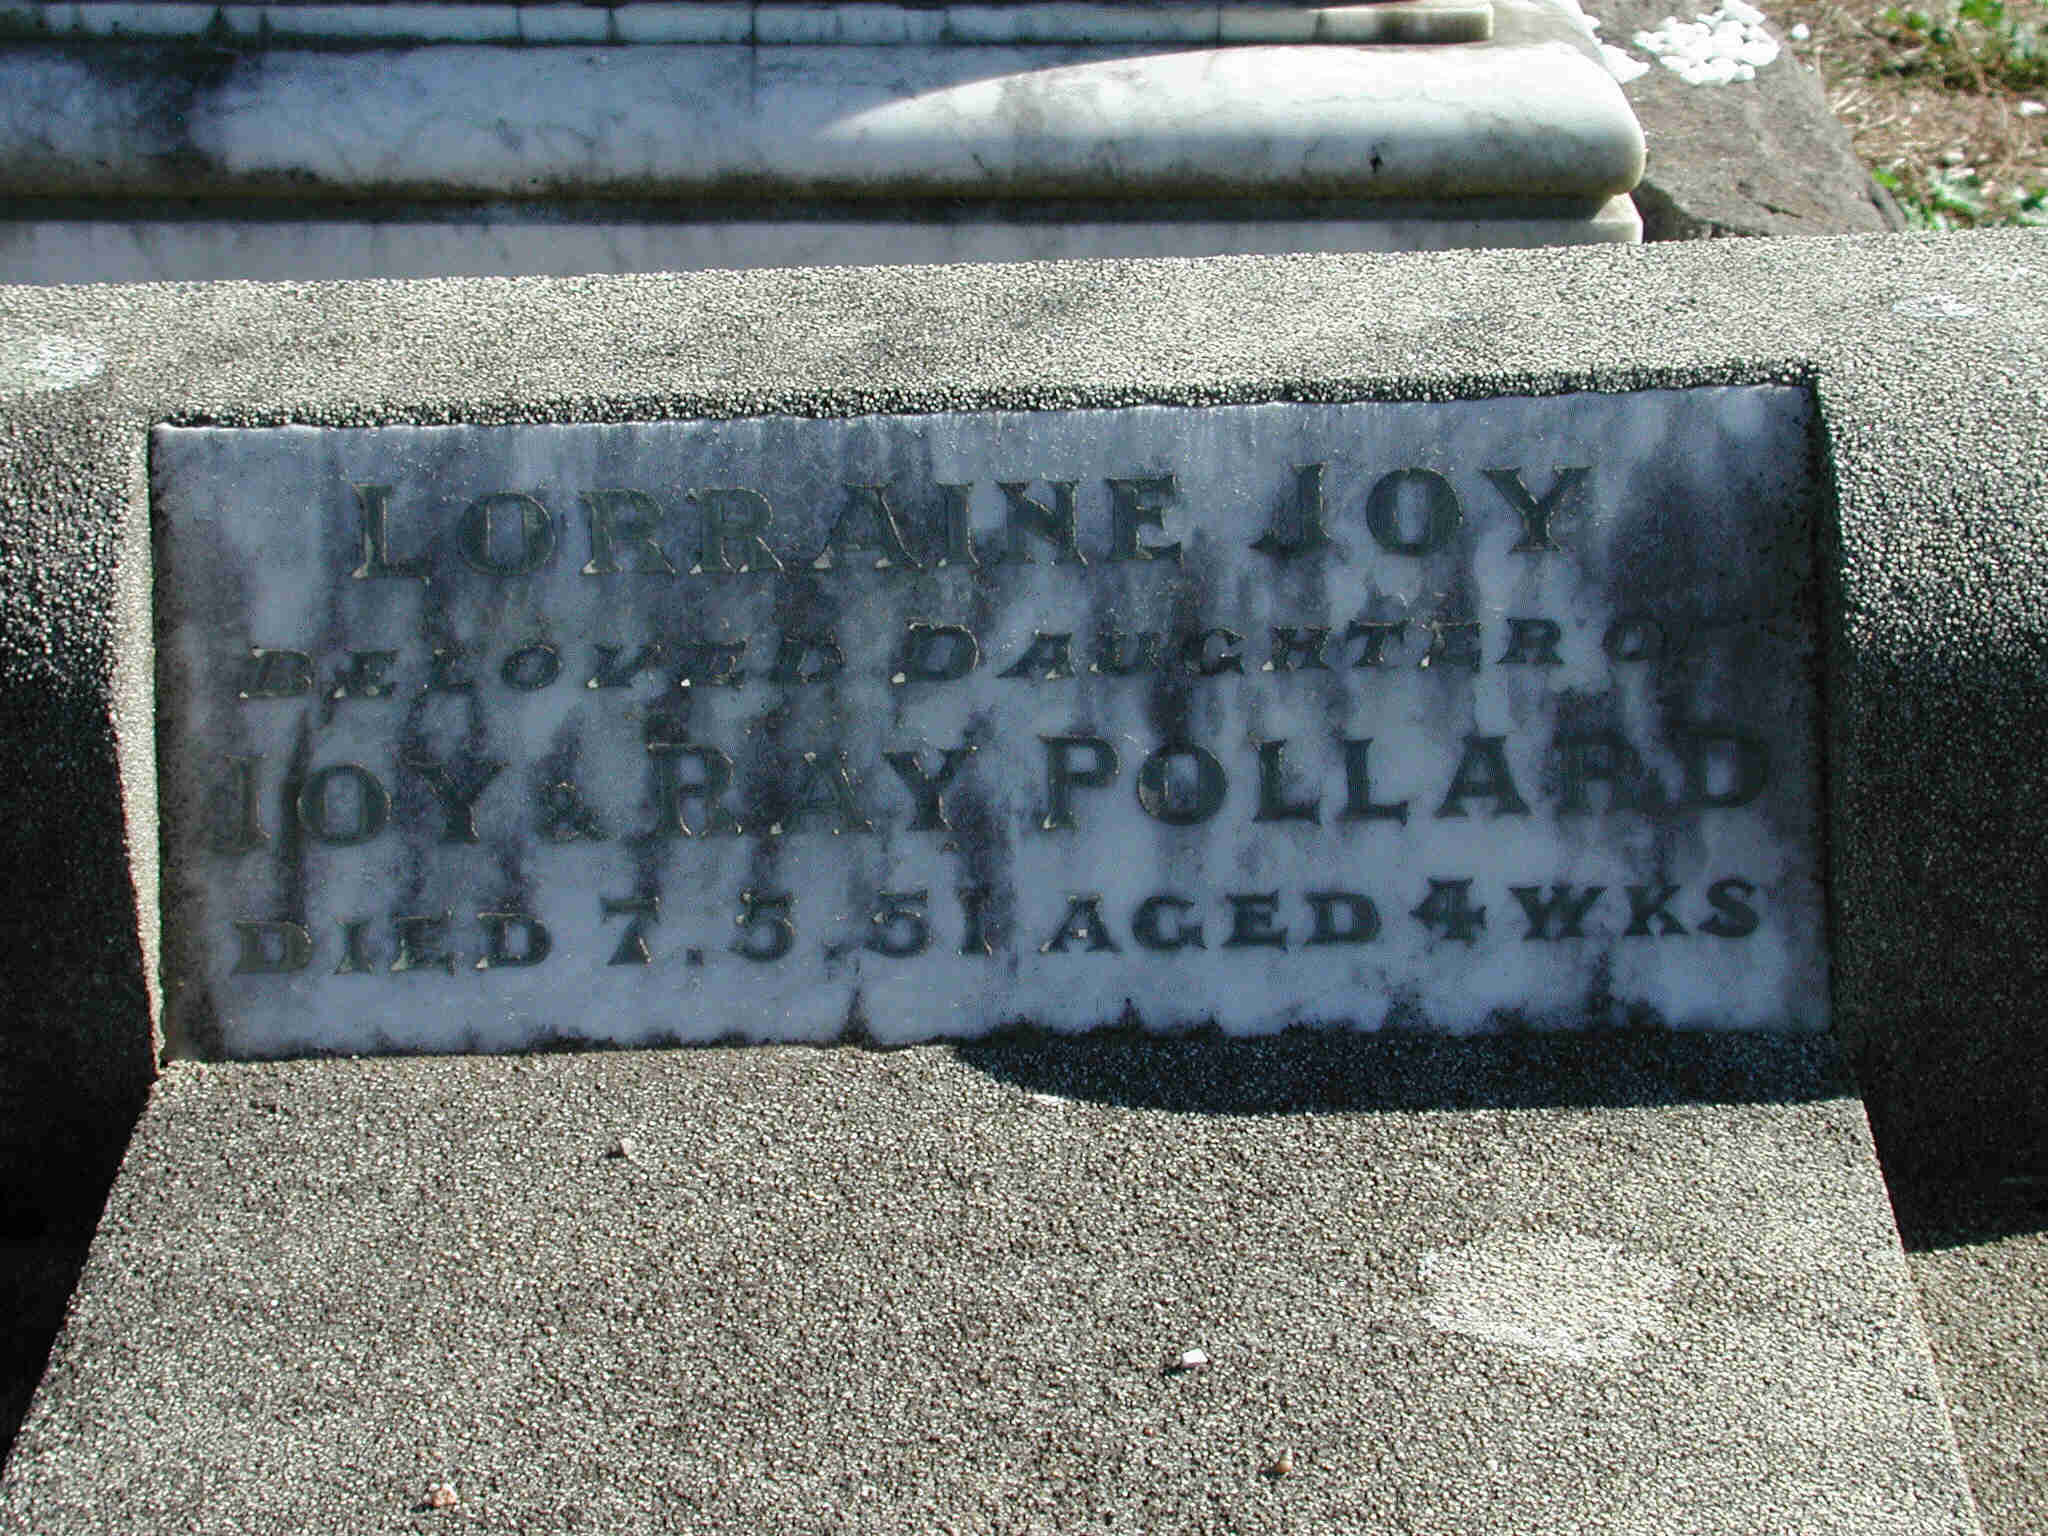 LORRAINE JOY
BELOVED DAUGHTER OF
JOY & RAY POLLARD
DIED 7.5.51 AGED 4 WKS